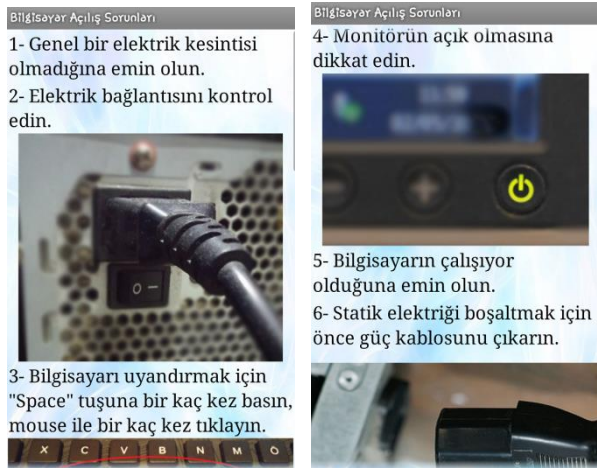 Bilgisayar Açılış Sorunları
1- Genel bir elektrik kesintisi
olmadığına emin olun.
2- Elektrik bağlantısını kontrol
edin.
3- Bilgisayarı uyandırmak için
"Space" tuşuna bir kaç kez basın,
mouse ile bir kaç kez tıklayın.
X C V B N M Ö
Bilgisayar Açılış Sorunları
4- Monitörün açık olmasına
dikkat edin.
5- Bilgisayarın çalışıyor
olduğuna emin olun.
6- Statik elektriği boşaltmak için
önce güç kablosunu çıkarın.